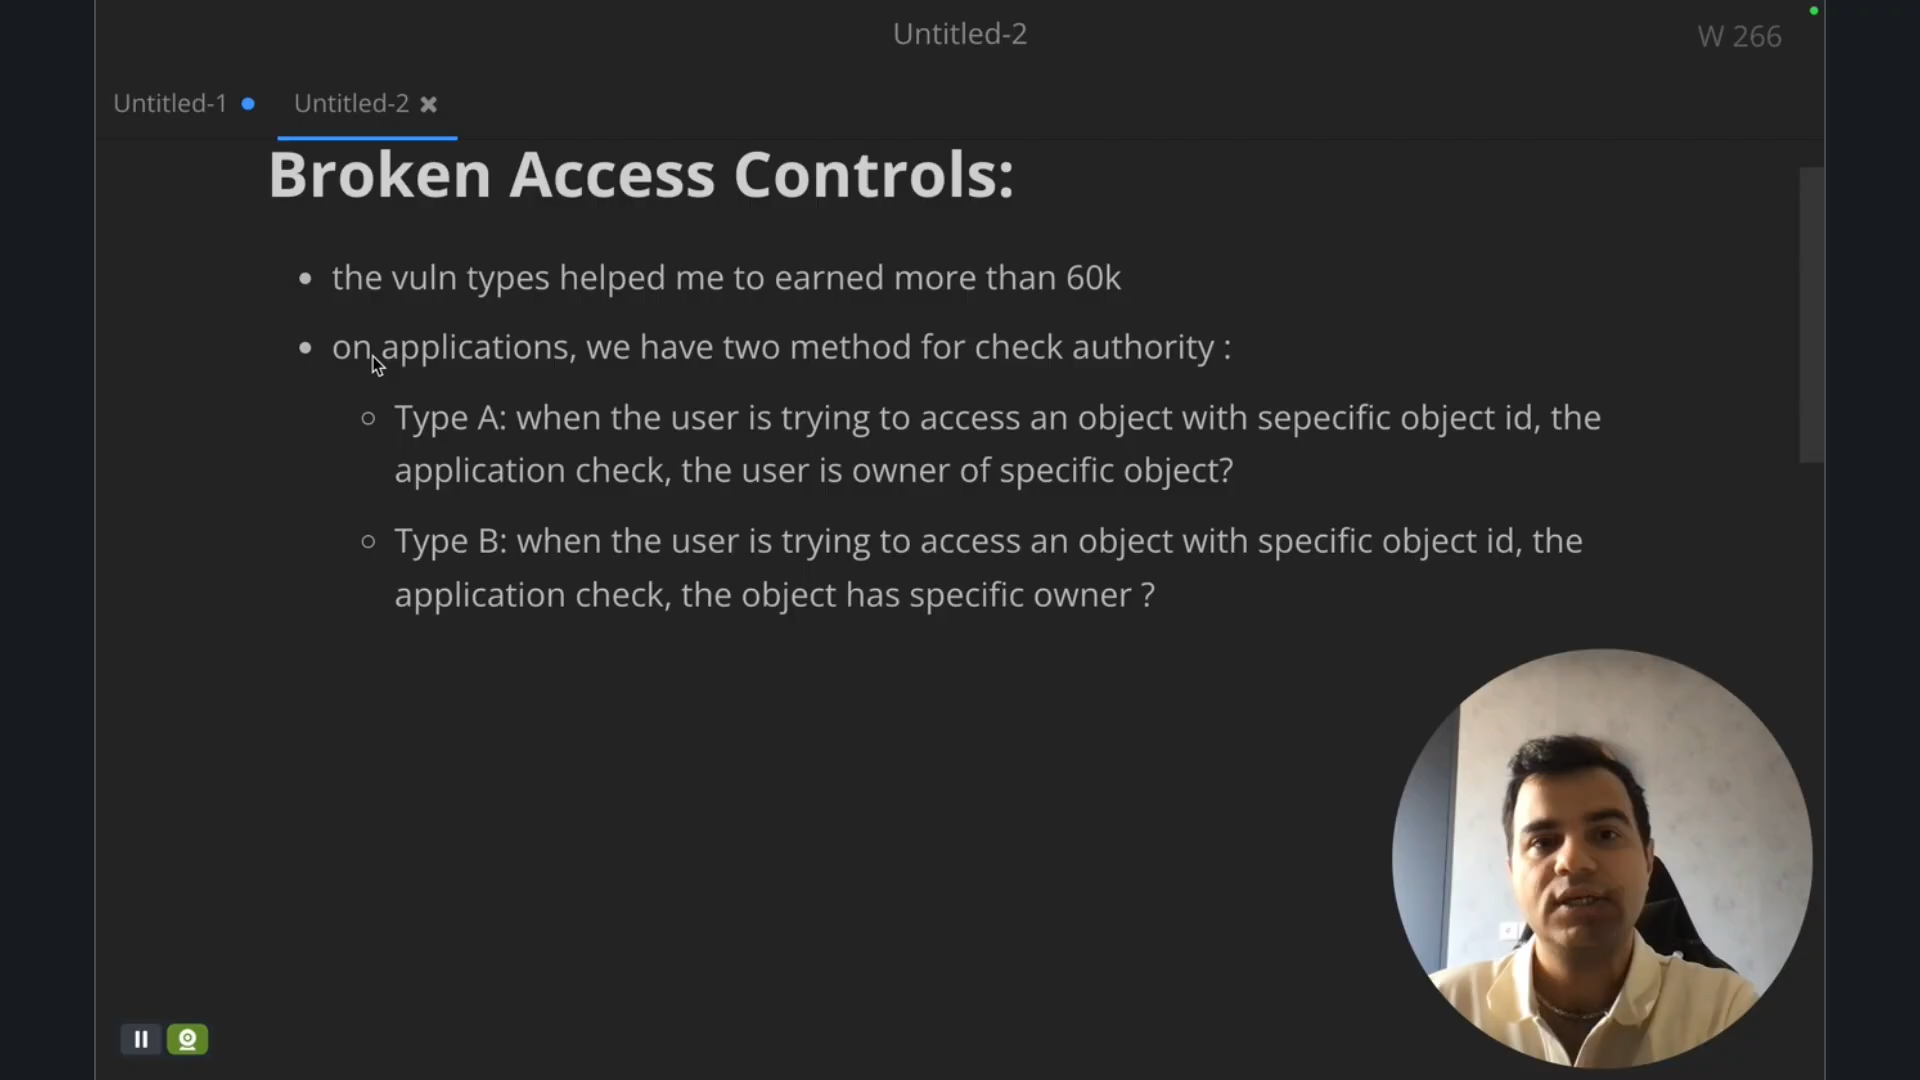 Untitled-2
W 266
Untitled-1
Untitled-2
Broken Access Controls:
the vuln types helped me to earned more than 60k
on applications, we have two method for check authority :
Type A: when the user is trying to access an object with sepecific object id, the
application check, the user is owner of specific object?
Type B: when the user is trying to access an object with specific object id, the
application check, the object has specific owner ?